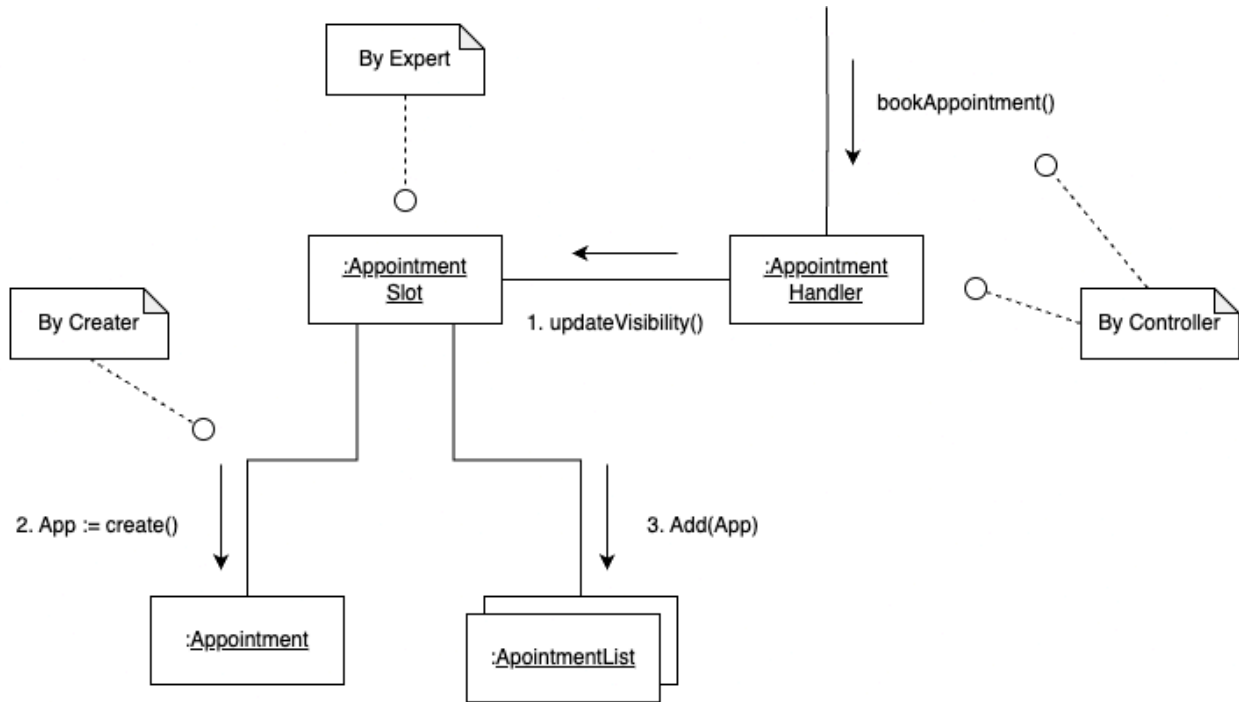 By Expert
bookAppointment()
:Appointment
Slot
:Appointment
Handler
By Creater
1. updateVisibility()
By Controller
2. App := create()
3. Add(App)
:Appointment
:ApointmentList